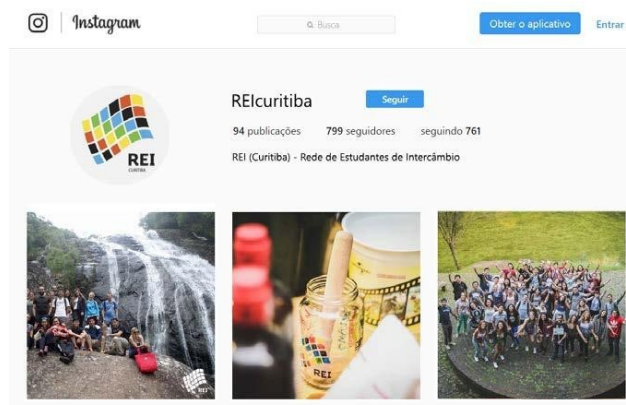 Instagram
Busca
Obter o aplicativo
Entrar
REIcuritiba
Seguir
94 publicações 799 seguidores seguindo 761
REI (Curitiba) - Rede de Estudantes de Intercâmbio
REI
CURITIBA
REI
REI